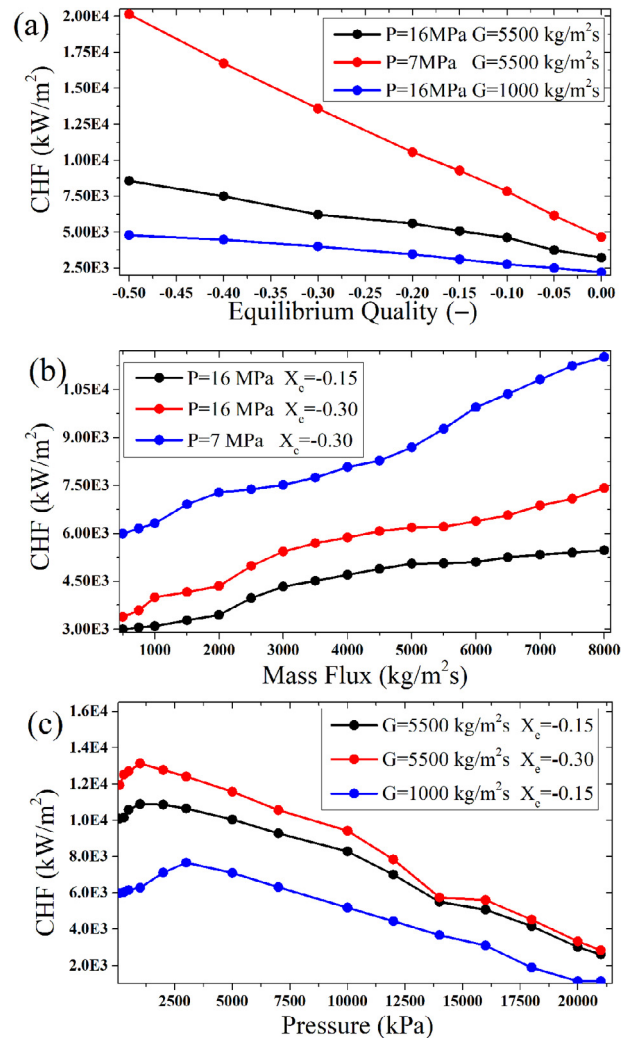 (a)
P=16MPa G=5500 kg/m²s
P=7MPa G=5500 kg/m²s
P=16MPa G=1000 kg/m²s
CHF (kW/m²)
2.00E4
1.75E4
1.50E4
1.25E4
1.00E4
7.50E3
5.00E3
2.50E3
-0.50 -0.45 -0.40 -0.35 -0.30 -0.25 -0.20 -0.15 -0.10 -0.05 0.00
Equilibrium Quality (−)
(b)
P=16 MPa Xc=-0.15
P=16 MPa Xc=-0.30
P=7 MPa Xc=-0.30
CHF (kW/m²)
1.05E4
9.00E3
7.50E3
6.00E3
4.50E3
3.00E3
1000 2000 3000 4000 5000 6000 7000 8000
Mass Flux (kg/m²s)
(c)
G=5500 kg/m²s Xe=-0.15
G=5500 kg/m²s Xe=-0.30
G=1000 kg/m²s Xe=-0.15
CHF (kW/m²)
1.6E4
1.4E4
1.2E4
1.0E4
8.0E3
6.0E3
4.0E3
2.0E3
2500 5000 7500 10000 12500 15000 17500 20000
Pressure (kPa)